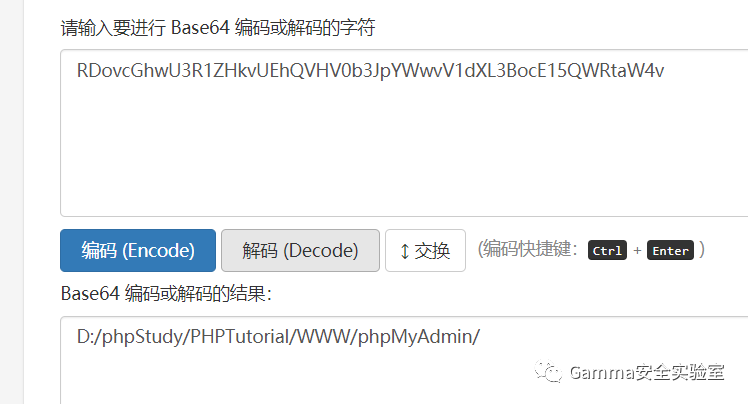 请输入要进行 Base64 编码或解码的字符
RDovcGhwU3R1ZHkvUEhQVHV0b3JpYWwvV1dXL3BocE15QWRtaW4v
编码 (Encode) 解码 (Decode) ↕交换 (编码快捷键：Ctrl + Enter )
Base64 编码或解码的结果：
D:/phpStudy/PHPTutorial/WWW/phpMyAdmin/
Gamma安全实验室